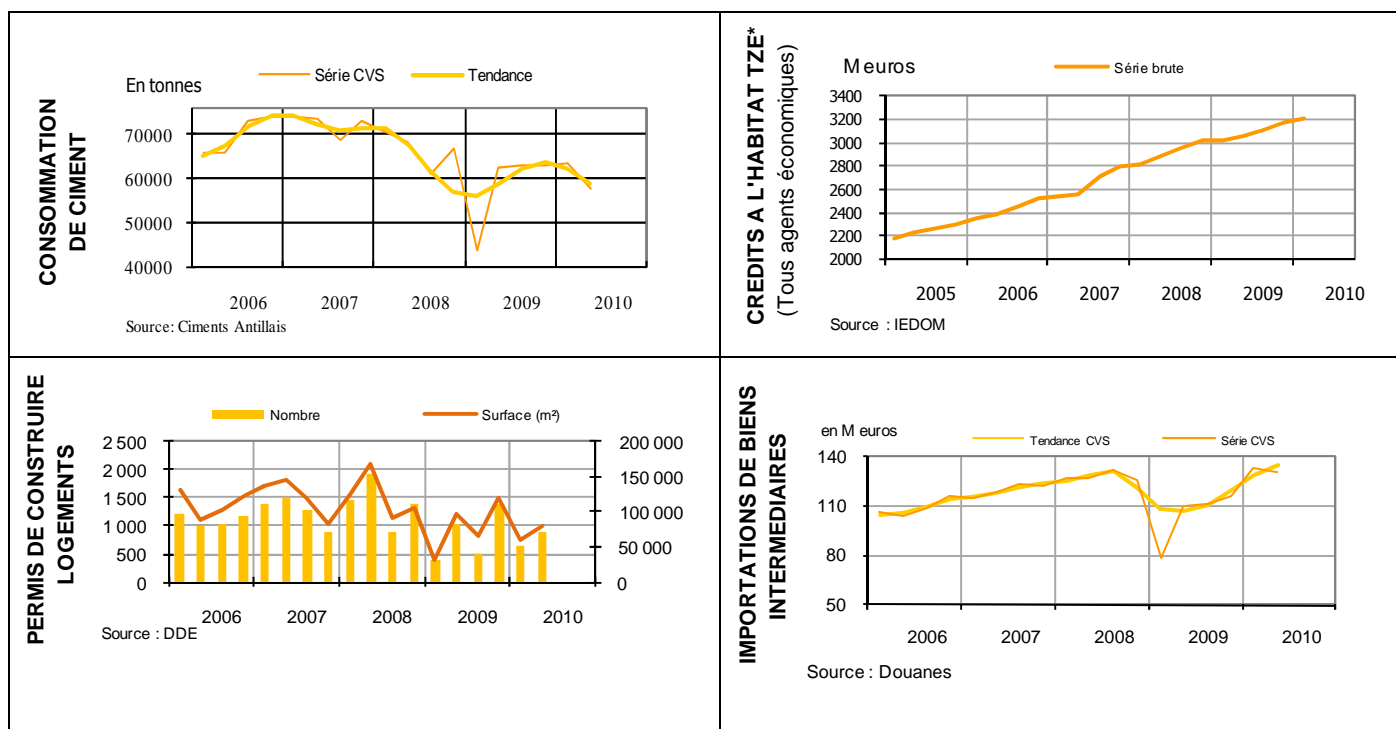 CONSOMMATION
DE CIMENT
En tonnes
Série CVS
Tendance
70000
60000
50000
40000
2006
2007
2008
2009
2010
Source: Ciments Antillais
CREDITS A L'HABITAT TZE*
(Tous agents économiques)
M euros
Série brute
3400
3200
3000
2800
2600
2400
2200
2000
2005
2006
2007
2008
2009
2010
Source : IEDOM
PERMIS DE CONSTRUIRE
LOGEMENTS
Nombre
Surface (m²)
2 500
2 000
1 500
1 000
500
0
200 000
150 000
100 000
50 000
0
2006
2007
2008
2009
2010
Source : DDE
IMPORTATIONS DE BIENS
INTERMEDIAIRES
en M euros
Tendance CVS
Série CVS
140
110
80
50
2006
2007
2008
2009
2010
Source : Douanes